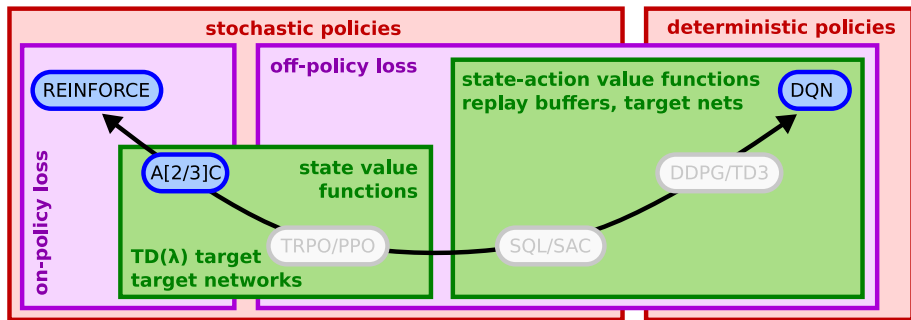 stochastic policies
deterministic policies
off-policy loss
state-action value functions
replay buffers, target nets
REINFORCE
DQN
on-policy loss
A[2/3]C
state value
functions
DDPG/TD3
TRPO/PPO
SQL/SAC
TD(λ) target
target networks